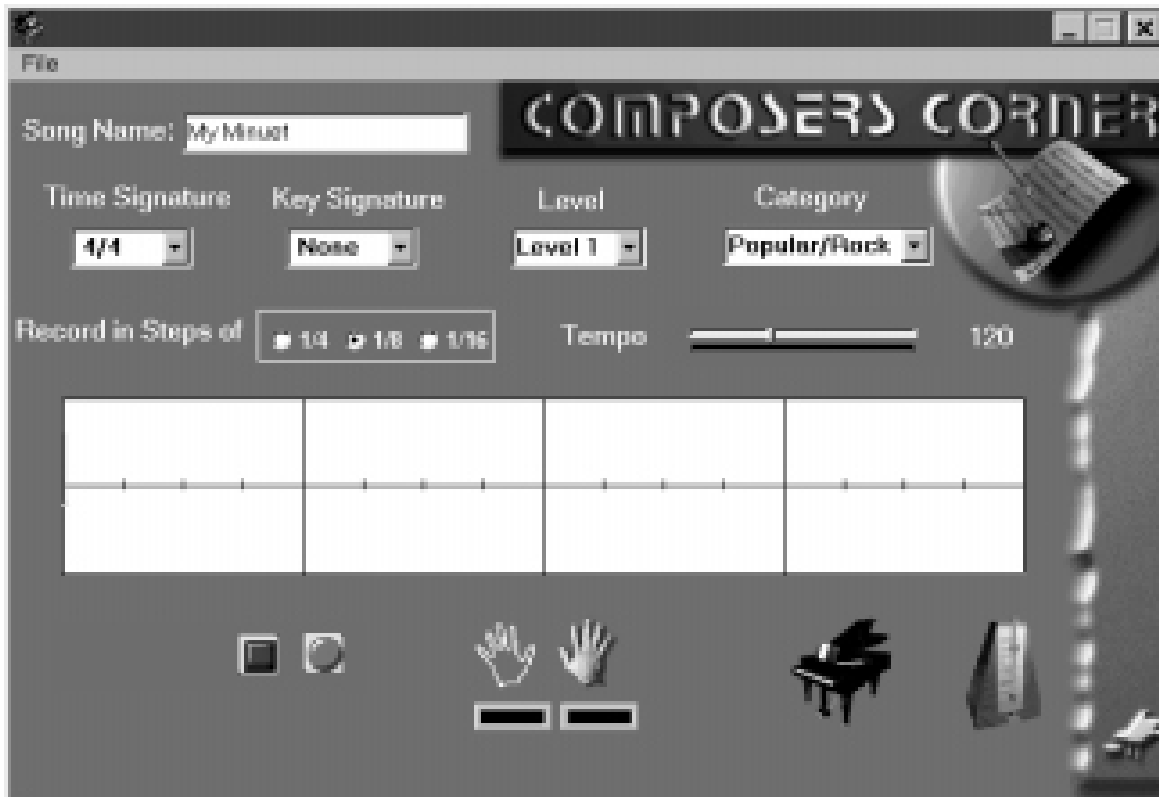 File
COMPOSERS CORNER
Song Name: My Minuet
Time Signature Key Signature Level Category
4/4 None Level 1 Popular/Rock
Record in Steps of 1/4 1/8 1/16 Tempo 120